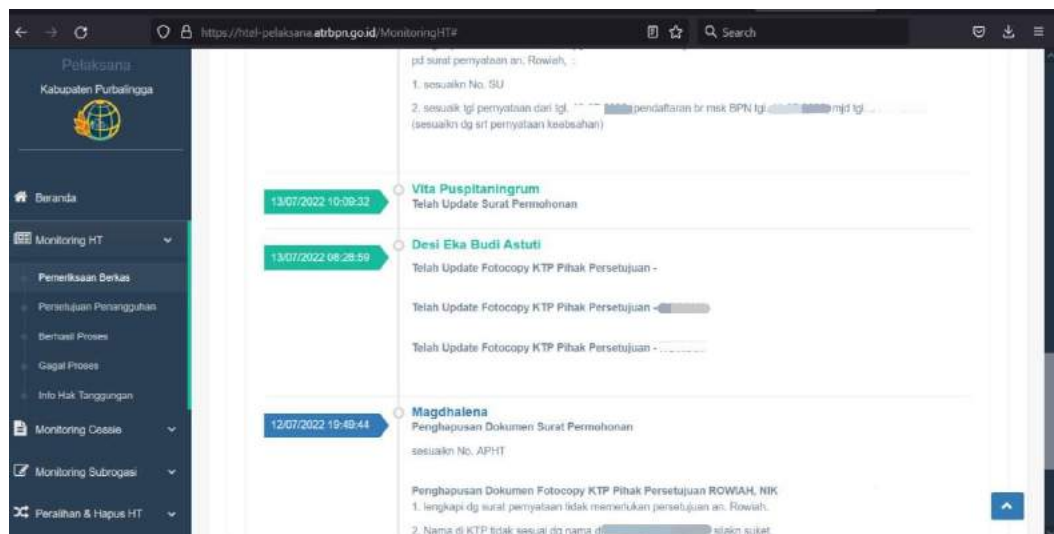 https://htel-pelaksana.atrbpn.go.id/MonitoringHT#
Search
Pelaksana
Kabupaten Purbalingga
Beranda
Monitoring HT
Pemeriksaan Berkas
Persetujuan Penangguhan
Berhasil Proses
Gagal Proses
Info Hak Tanggungan
Monitoring Cessie
Monitoring Subrogasi
Peralihan & Hapus HT
pd surat pernyataan an. Rowiah, :
1. sesuaikn No. SU
2. sesuaik tgl pernyataan dari tgl. pendaftaran br msk BPN tgl. mjd tgl.
(sesuaikn dg srt pernyataan keabsahan)
13/07/2022 10:09:32
Vita Puspitaningrum
Telah Update Surat Permohonan
13/07/2022 08:28:59
Desi Eka Budi Astuti
Telah Update Fotocopy KTP Pihak Persetujuan -
Telah Update Fotocopy KTP Pihak Persetujuan -
Telah Update Fotocopy KTP Pihak Persetujuan -
12/07/2022 19:49:44
Magdhalena
Penghapusan Dokumen Surat Permohonan
sesuaikn No. APHT
Penghapusan Dokumen Fotocopy KTP Pihak Persetujuan ROWIAH, NIK
1. lengkapi dg surat pernyataan tidak memerlukan persetujuan an. Rowiah.
2. Nama di KTP tidak sesuai dg nama suket